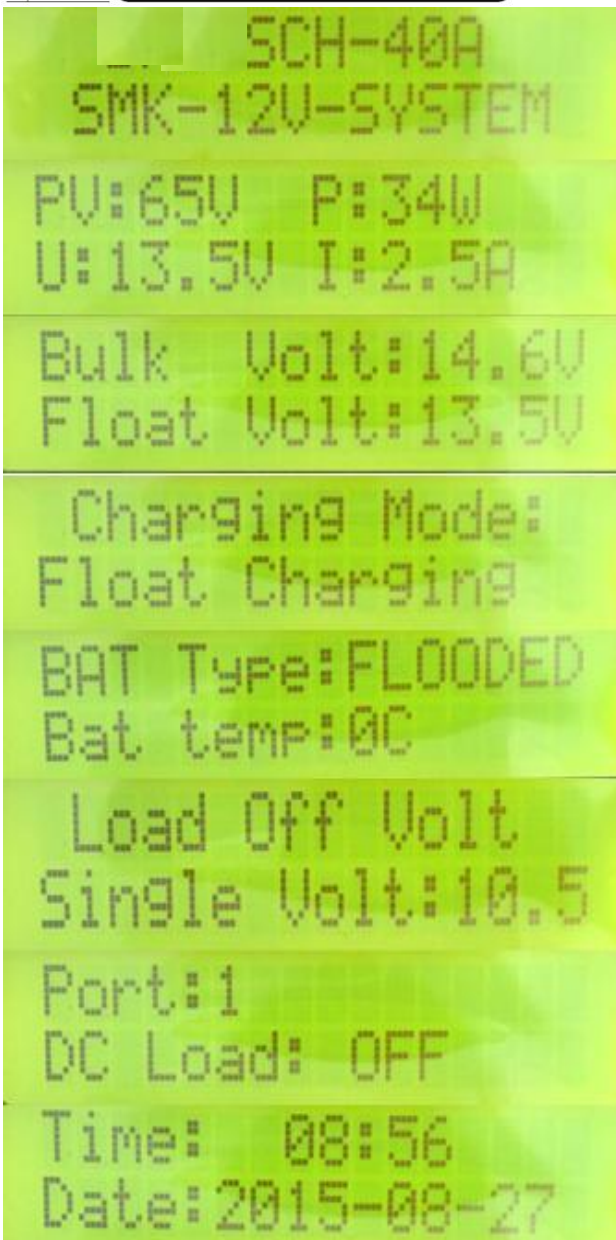 SCH-40A
SMK-12V-SYSTEM
PV:65V P:34W
U:13.5V I:2.5A
Bulk Volt:14.6V
Float Volt:13.5V
Charging Mode:
Float Charging
BAT Type:FLOODED
Bat temp:0C
Load Off Volt
Single Volt:10.5
Port:1
DC Load: OFF
Time: 08:56
Date:2015-08-27